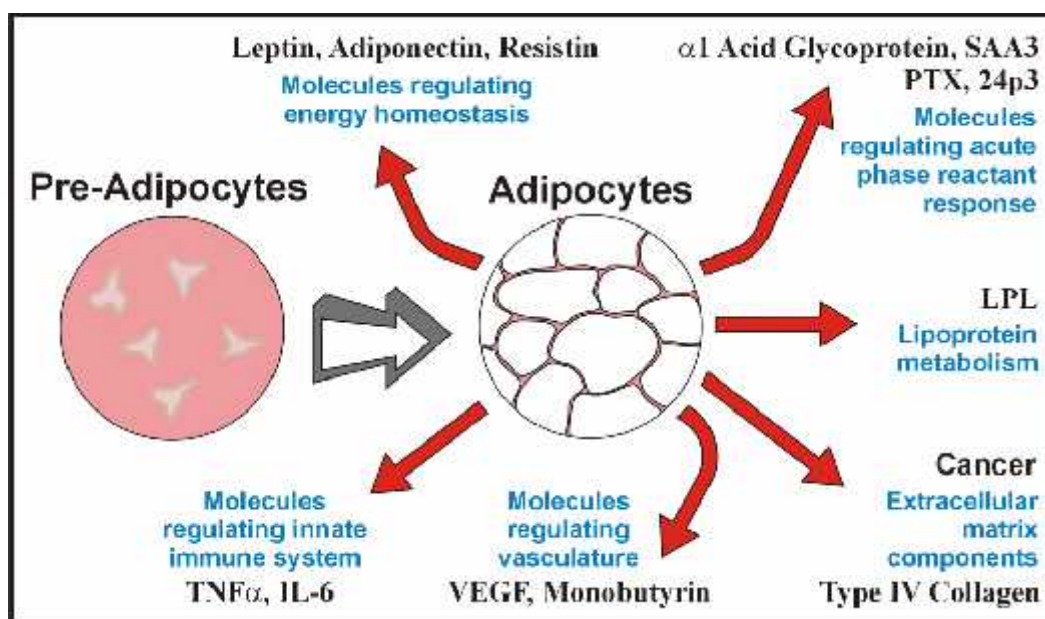 Leptin, Adiponectin, Resistin
Molecules regulating
energy homeostasis
α1 Acid Glycoprotein, SAA3
PTX, 24p3
Molecules
regulating acute
phase reactant
response
Pre-Adipocytes
Adipocytes
LPL
Lipoprotein
metabolism
Cancer
Extracellular
matrix
components
Type IV Collagen
Molecules
regulating innate
immune system
TNFα, IL-6
Molecules
regulating
vasculature
VEGF, Monobutyrin